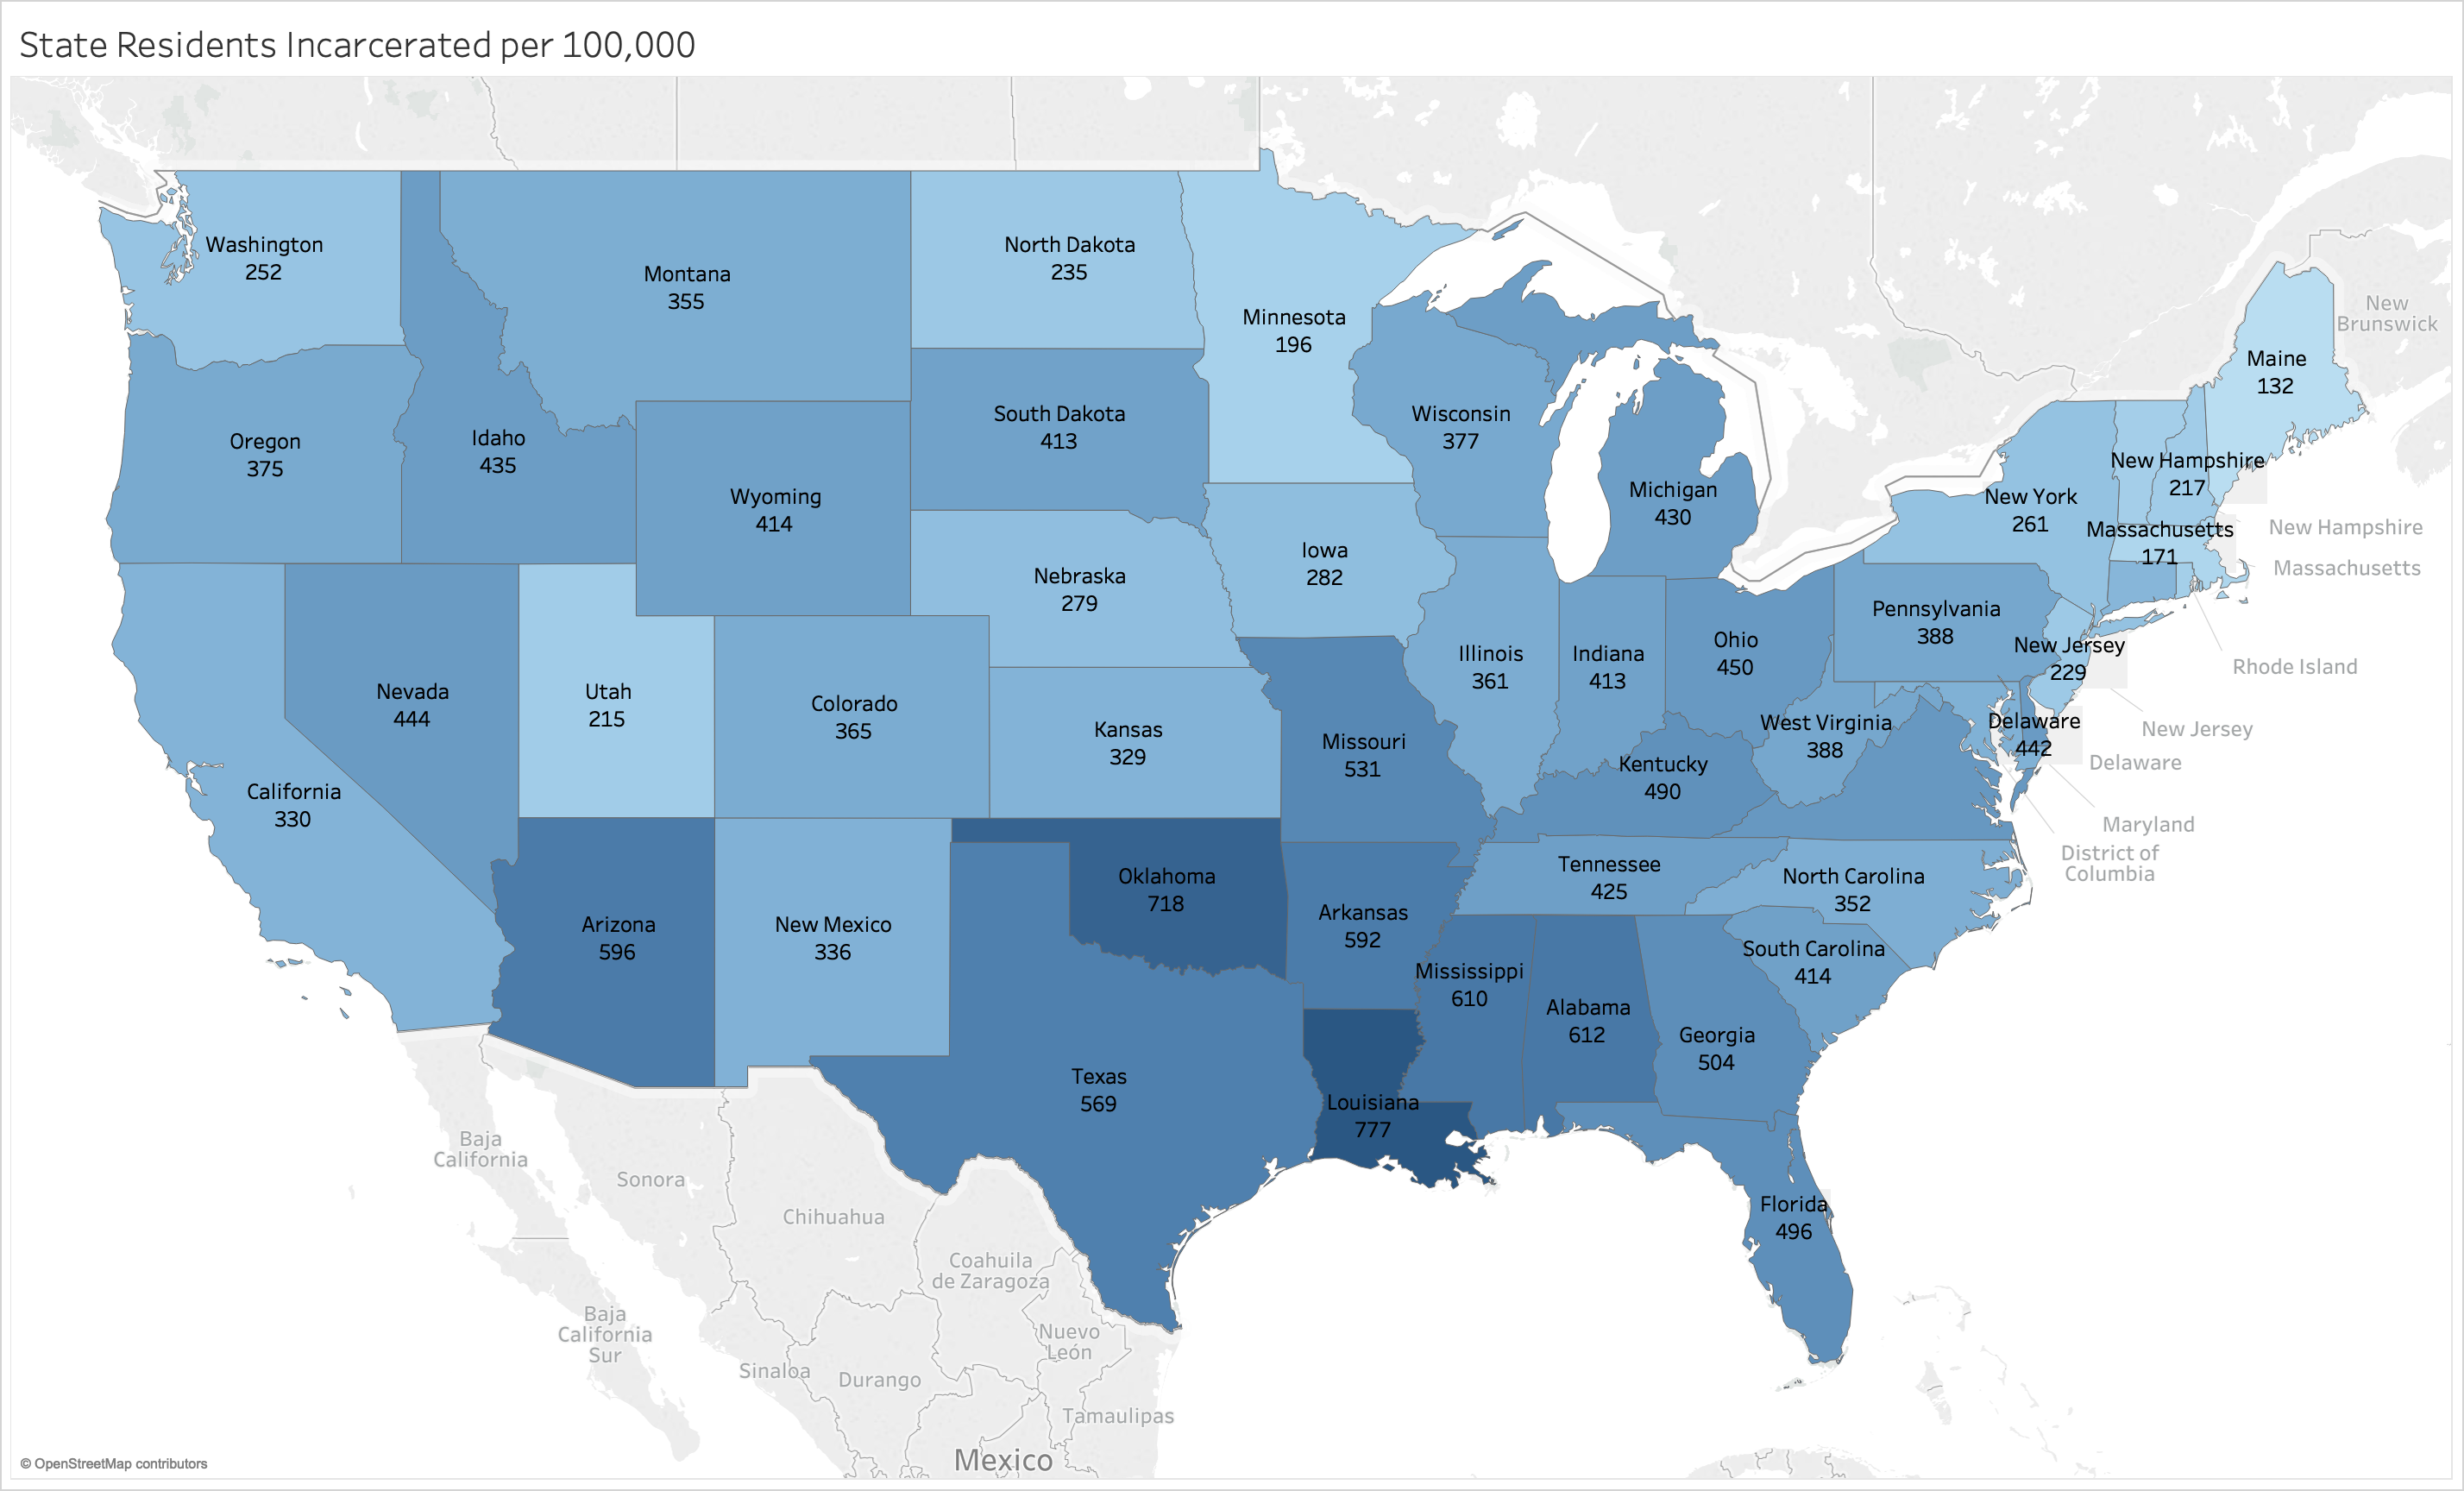 State Residents Incarcerated per 100,000
Washington
252
Montana
355
North Dakota
235
Minnesota
196
New
Brunswick
Maine
132
Oregon
375
Idaho
435
Wyoming
414
South Dakota
413
Wisconsin
377
Michigan
430
New York
261
New Hampshire
217
Massachusetts
171
New Hampshire
Massachusetts
Nebraska
279
Iowa
282
Illinois
361
Indiana
413
Ohio
450
Pennsylvania
388
New Jersey
229
Rhode Island
Nevada
444
Utah
215
Colorado
365
Kansas
329
Missouri
531
Kentucky
490
West Virginia
388
Delaware
442
New Jersey
Delaware
Maryland
District of
Columbia
California
330
Arizona
596
New Mexico
336
Oklahoma
718
Arkansas
592
Tennessee
425
North Carolina
352
South Carolina
414
Mississippi
610
Alabama
612
Georgia
504
Texas
569
Louisiana
777
Florida
496
Baja
California
Sonora
Chihuahua
Coahuila
de Zaragoza
Baja
California
Sur
Nuevo
León
Sinaloa
Durango
Tamaulipas
Mexico
© OpenStreetMap contributors